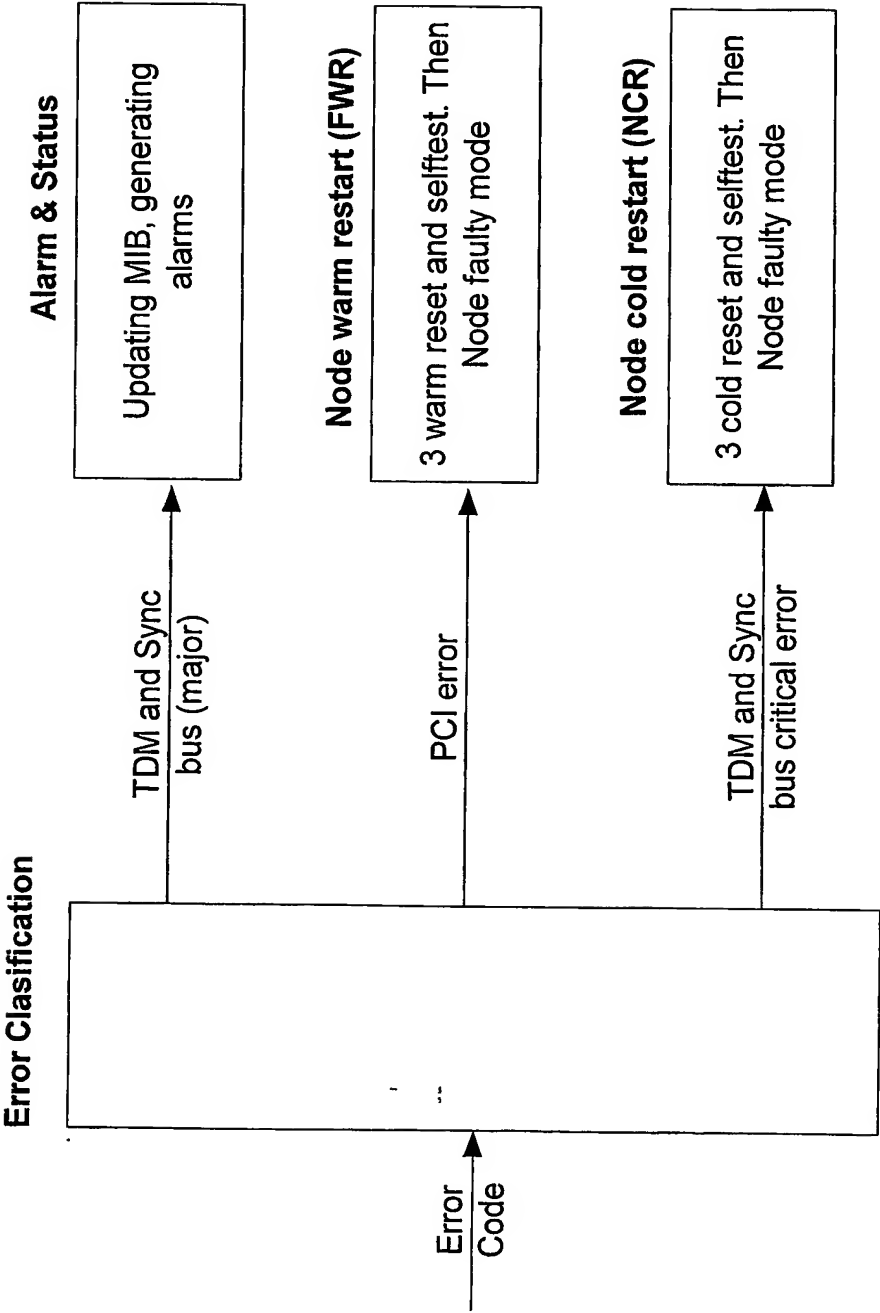 Error
Code
Error Clasification
TDM and Sync
bus (major)
Alarm & Status
Updating MIB, generating
alarms
PCI error
Node warm restart (FWR)
3 warm reset and selftest. Then
Node faulty mode
TDM and Sync
bus critical error
Node cold restart (NCR)
3 cold reset and selftest. Then
Node faulty mode